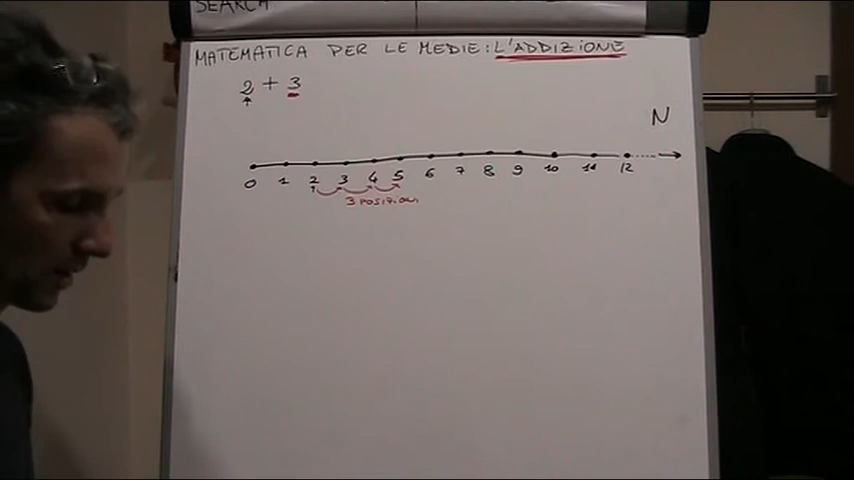 SEARCH
MATEMATICA PER LE MEDIE: L'ADDIZIONE
2 + 3
N
0 1 2 3 4 5 6 7 8 9 10 11 12
3 POSIZIONI